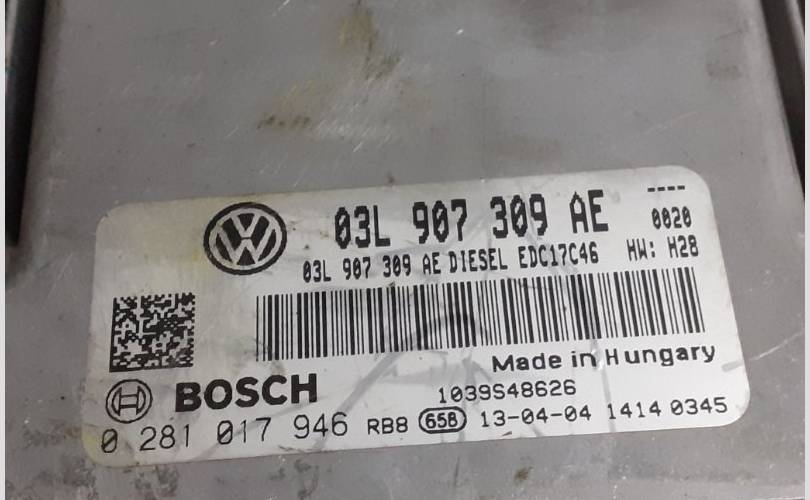 03L 907 309 AE
----
0020
03L 907 309 AE DIESEL EDC17C46 HW: H28
Made in Hungary
BOSCH 1039S48626
0 281 017 946 RB8 65B 13-04-04 1414 0345